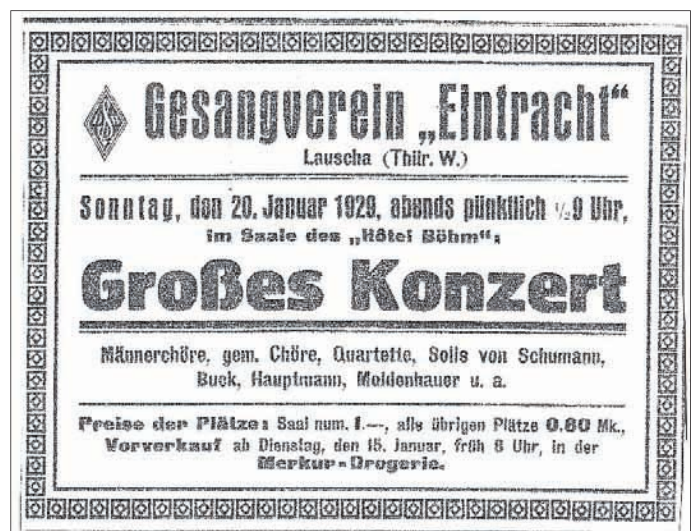 Gesangverein „Eintracht“
Lauscha (Thür. W.)
Sonntag, den 20. Januar 1929, abends pünktlich ½9 Uhr,
im Saale des „Hôtel Böhm“:
Großes Konzert
Männerchöre, gem. Chöre, Quartette, Solis von Schumann,
Buck, Hauptmann, Moldenhauer u. a.
Preise der Plätze: Saal num. 1.—, alle übrigen Plätze 0.80 Mk.,
Vorverkauf ab Dienstag, den 15. Januar, früh 8 Uhr, in der
Merkur-Drogerie.